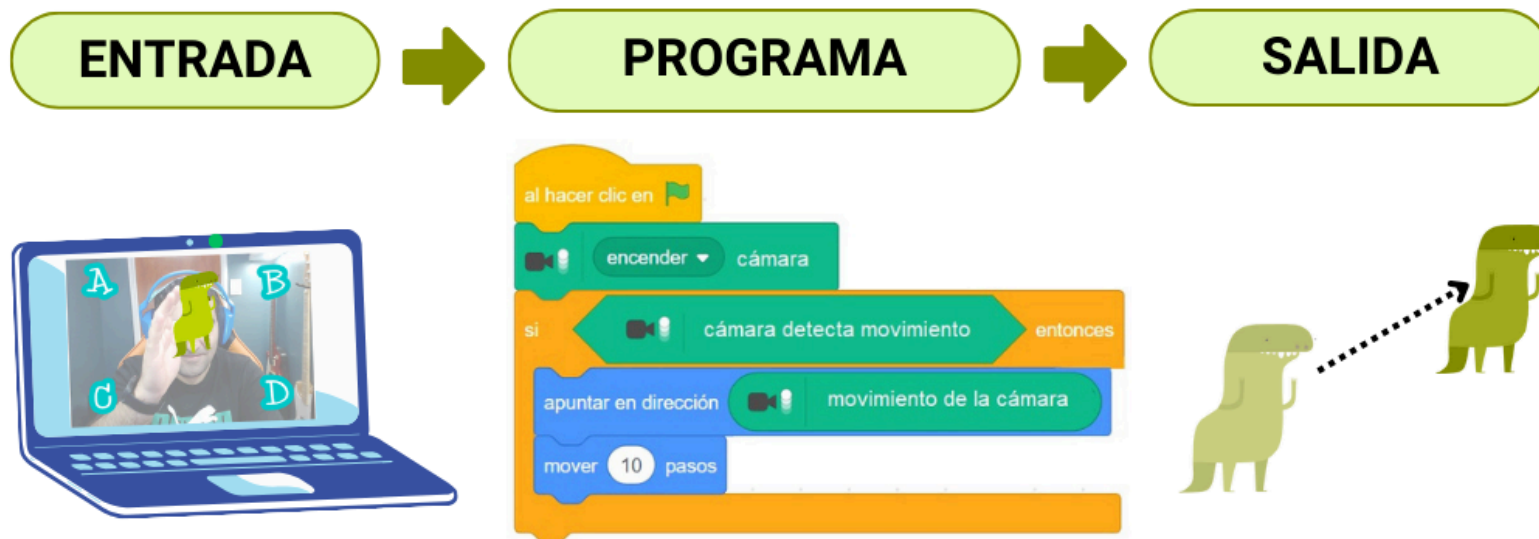 ENTRADA
PROGRAMA
SALIDA
A
B
C
D
al hacer clic en
encender cámara
si cámara detecta movimiento entonces
apuntar en dirección movimiento de la cámara
mover 10 pasos